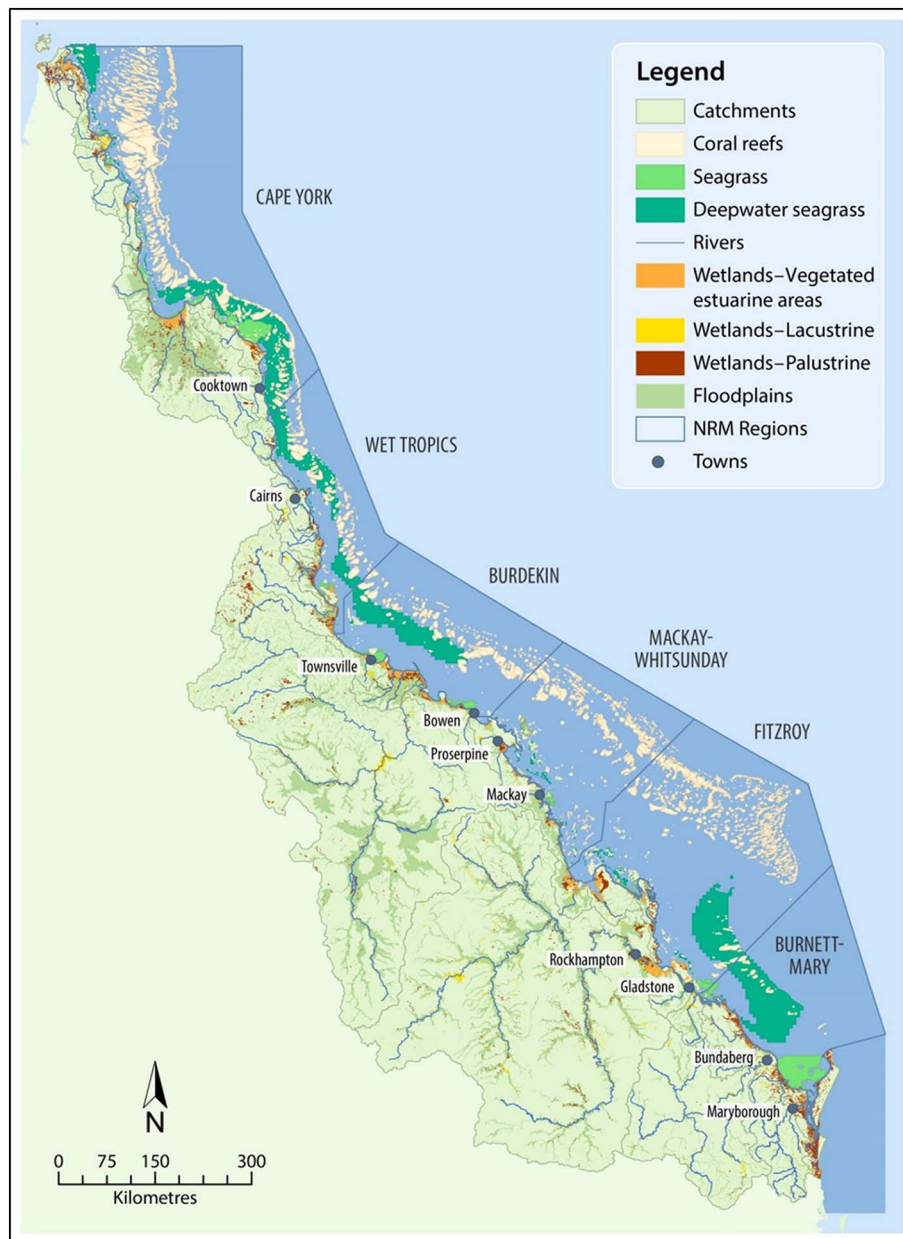 Legend
Catchments
Coral reefs
Seagrass
Deepwater seagrass
Rivers
Wetlands–Vegetated
estuarine areas
Wetlands–Lacustrine
Wetlands–Palustrine
Floodplains
NRM Regions
Towns
CAPE YORK
Cooktown
WET TROPICS
Cairns
BURDEKIN
MACKAY-
WHITSUNDAY
Townsville
Bowen
FITZROY
Proserpine
Mackay
BURNETT-
MARY
Rockhampton
Gladstone
Bundaberg
Maryborough
N
0 75 150 300
Kilometres